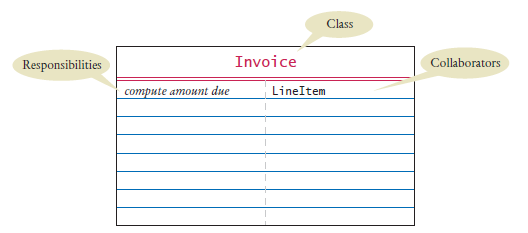 Class
Invoice
Responsibilities
Collaborators
compute amount due
LineItem